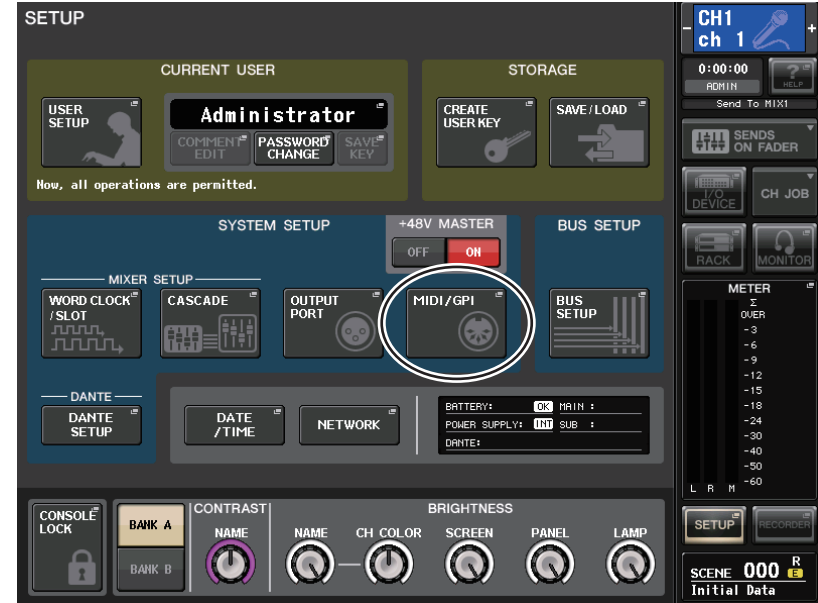 SETUP
CURRENT USER
USER
SETUP
Administrator
COMMENT
EDIT
PASSWORD
CHANGE
SAVE
KEY
Now, all operations are permitted.
STORAGE
CREATE
USER KEY
SAVE/LOAD
SYSTEM SETUP
+48V MASTER
OFF
ON
MIXER SETUP
WORD CLOCK
/SLOT
CASCADE
OUTPUT
PORT
MIDI/GPI
BUS SETUP
BUS
SETUP
DANTE
DANTE
SETUP
DATE
/TIME
NETWORK
BATTERY: OK MAIN :
POWER SUPPLY: INT SUB :
DANTE:
CONSOLE
LOCK
BANK A
BANK B
CONTRAST
NAME
BRIGHTNESS
NAME
CH COLOR
SCREEN
PANEL
LAMP
- CH1 +
ch 1
0:00:00
ADMIN
?
HELP
Send To MIX1
SENDS
ON FADER
I/O
DEVICE
CH JOB
RACK
MONITOR
METER
Σ
OVER
-3
-6
-9
-12
-15
-18
-24
-30
-40
-50
-60
L R M
SETUP
RECORDER
SCENE 000 R
E
Initial Data